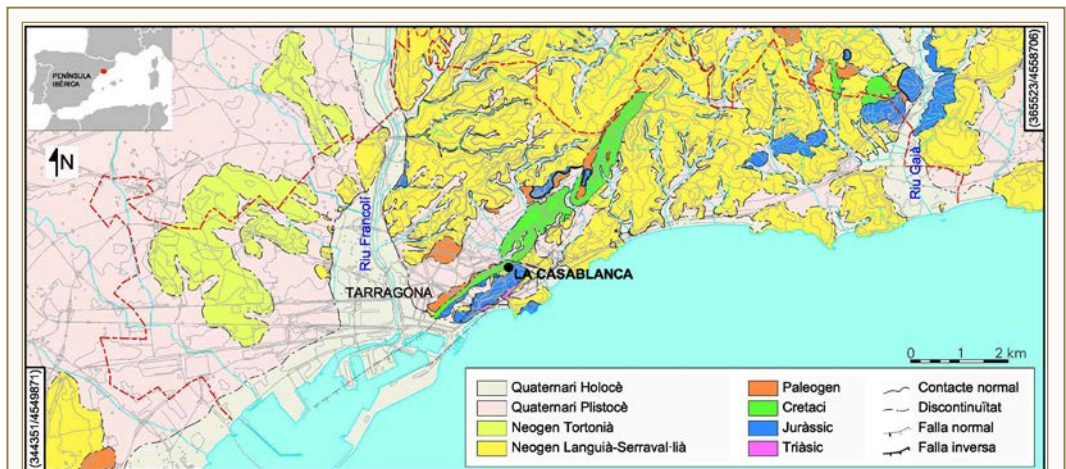 PENÍNSULA
IBÈRICA
N
(365523/4558706)
Riu Francolí
Riu Gaià
LA CASABLANCA
TARRAGONA
0 1 2 km
(344351/4549871)
Quaternari Holocè
Quaternari Plistocè
Neogen Tortonià
Neogen Languià-Serraval·lià
Paleogen
Cretaci
Juràssic
Triàsic
Contacte normal
Discontinuïtat
Falla normal
Falla inversa